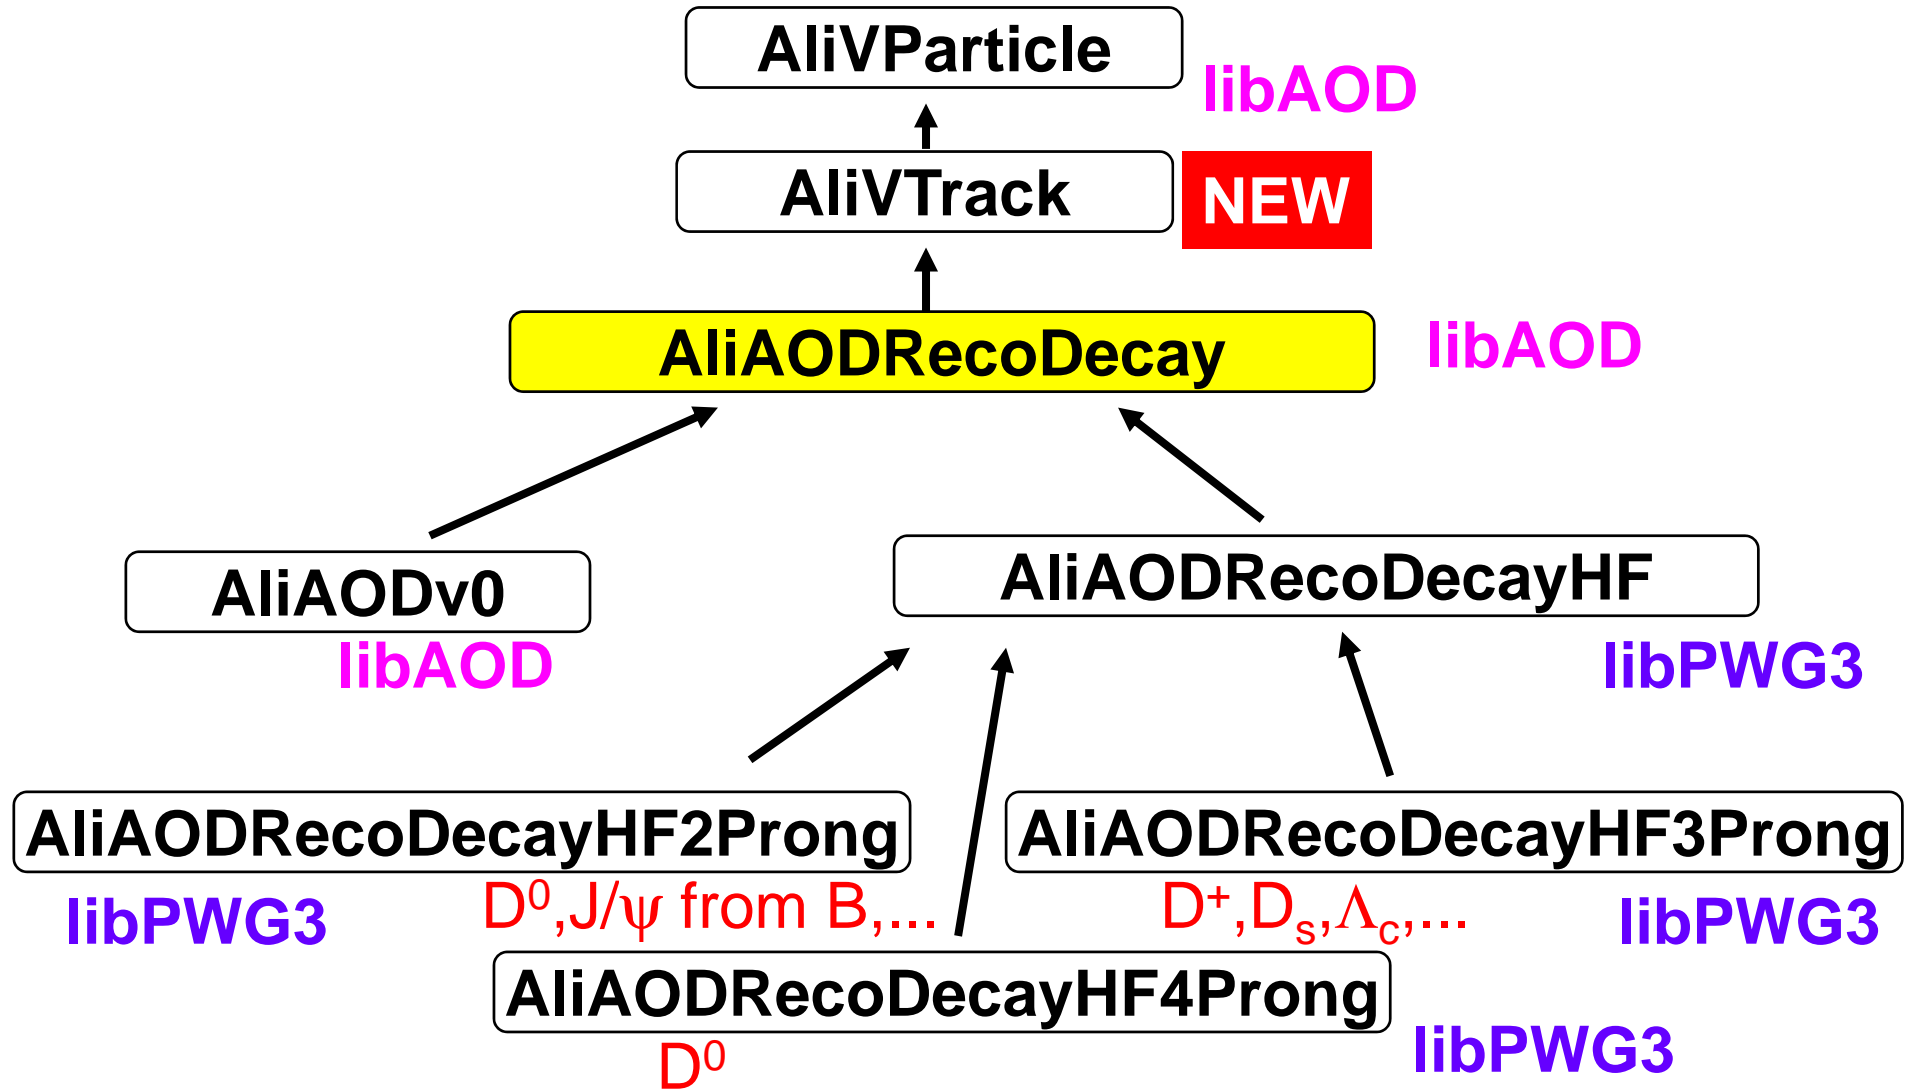 AliVParticle
libAOD
AliVTrack
NEW
AliAODRecoDecay
libAOD
AliAODv0
libAOD
AliAODRecoDecayHF
libPWG3
AliAODRecoDecayHF2Prong
AliAODRecoDecayHF3Prong
libPWG3
D⁰,J/ψ from B,...
D⁺,Dₛ,Λc,...
libPWG3
AliAODRecoDecayHF4Prong
D⁰
libPWG3